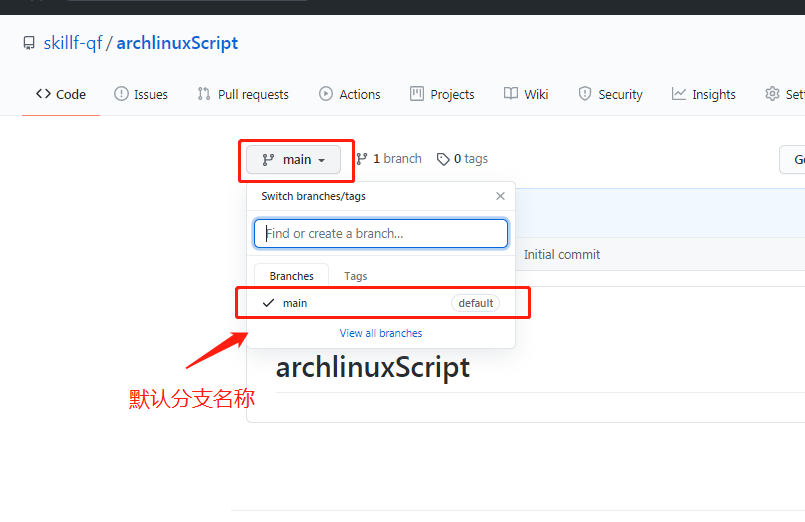 skillf-qf / archlinuxScript
Code Issues Pull requests Actions Projects Wiki Security Insights
main 1 branch 0 tags
Switch branches/tags
Find or create a branch...
Initial commit
Branches Tags
main default
View all branches
archlinuxScript
默认分支名称